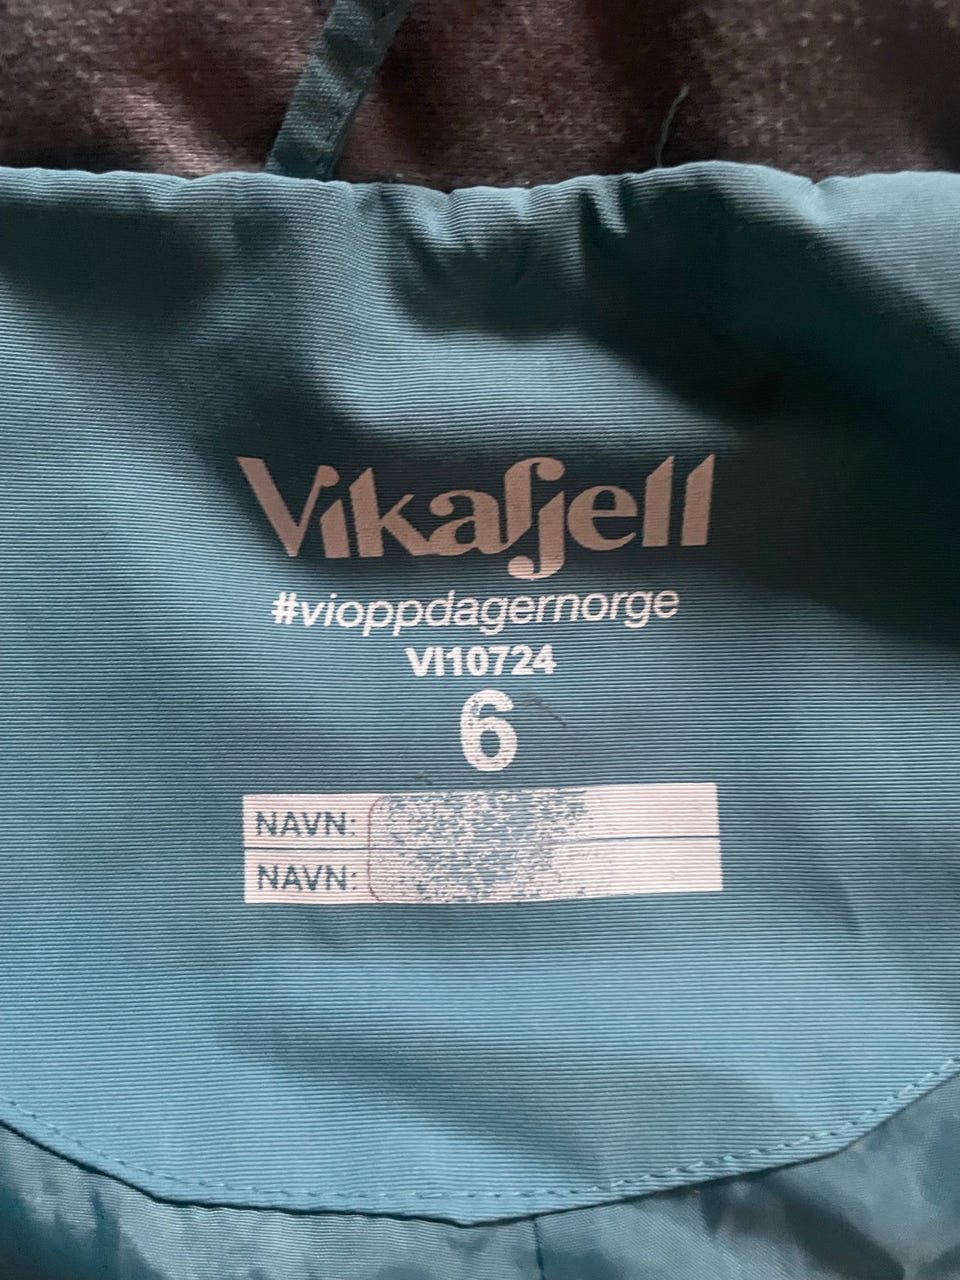 Vikafjell
#vioppdagernorge
VI10724
6
NAVN:
NAVN: